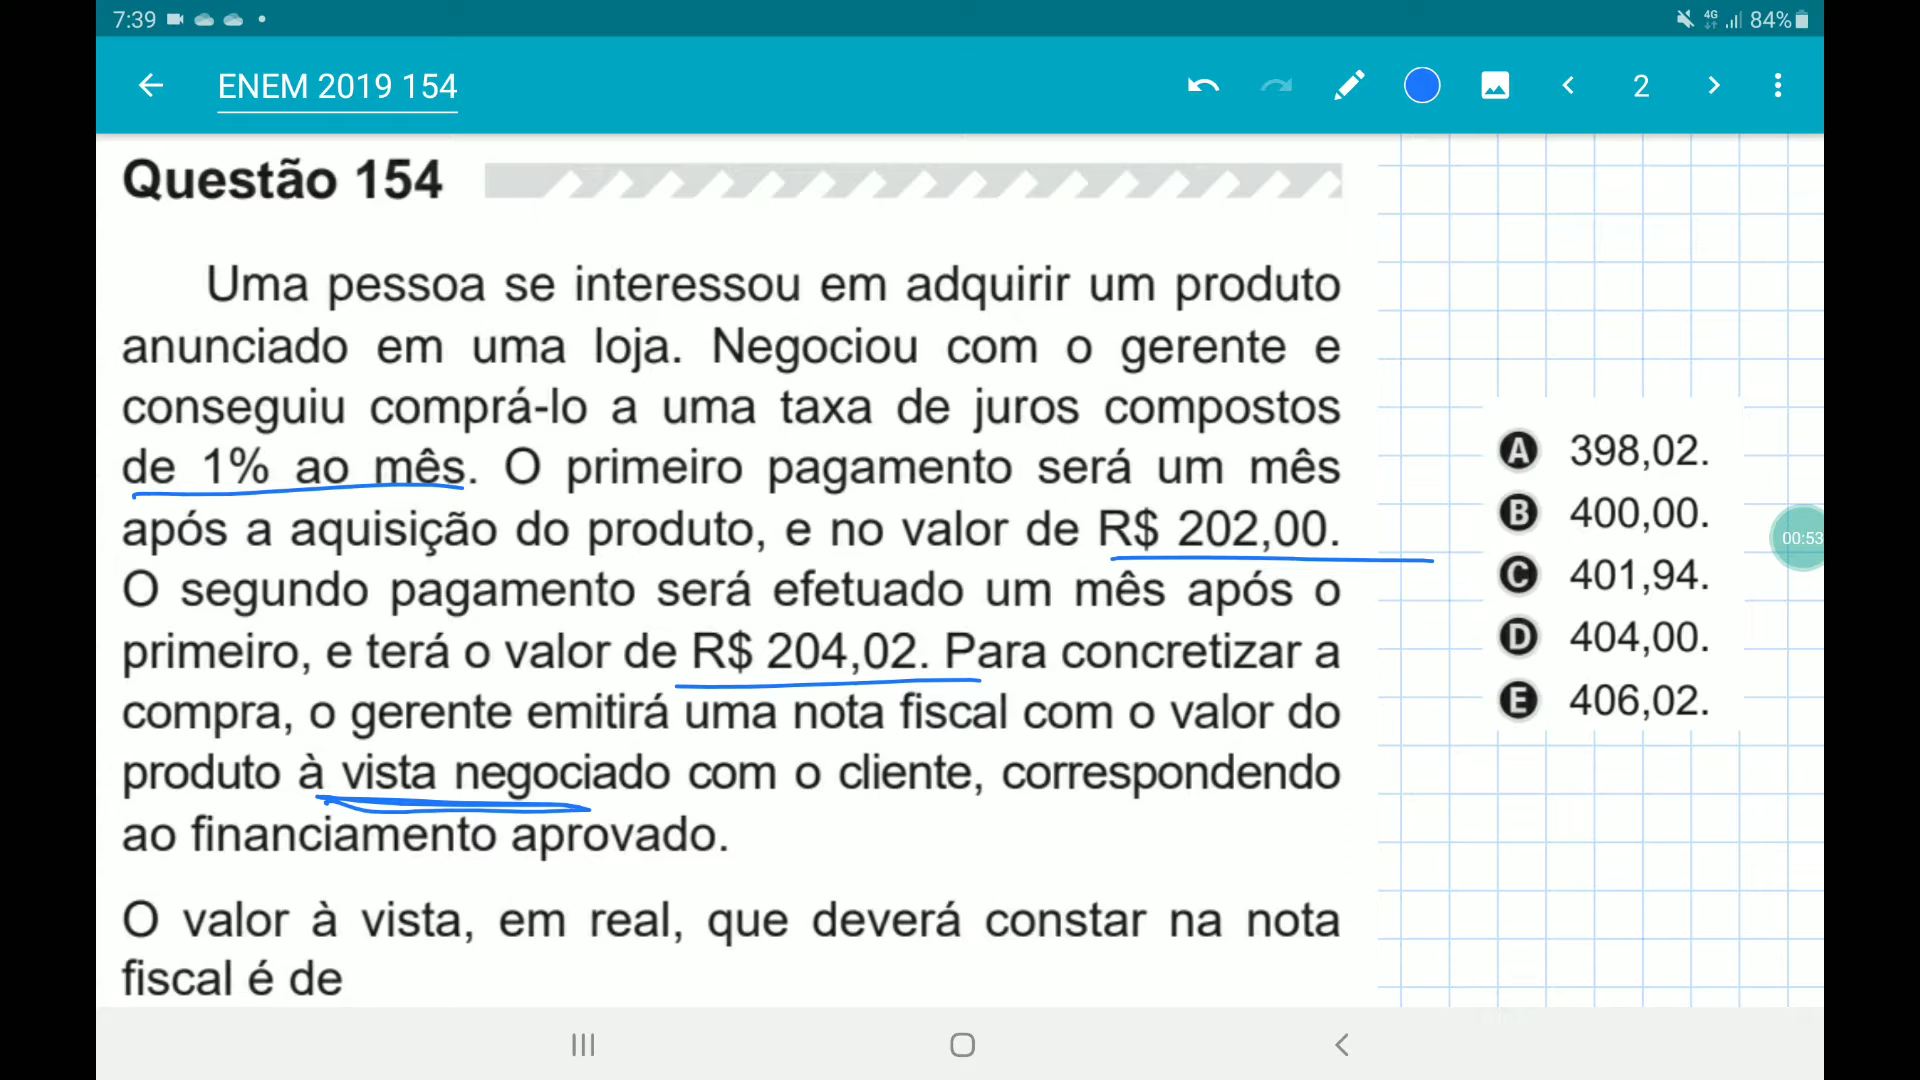 7:39
4G 84%
ENEM 2019 154
2
Questão 154
Uma pessoa se interessou em adquirir um produto
anunciado em uma loja. Negociou com o gerente e
conseguiu comprá-lo a uma taxa de juros compostos
de 1% ao mês. O primeiro pagamento será um mês
após a aquisição do produto, e no valor de R$ 202,00.
O segundo pagamento será efetuado um mês após o
primeiro, e terá o valor de R$ 204,02. Para concretizar a
compra, o gerente emitirá uma nota fiscal com o valor do
produto à vista negociado com o cliente, correspondendo
ao financiamento aprovado.
O valor à vista, em real, que deverá constar na nota
fiscal é de
A 398,02.
B 400,00.
C 401,94.
D 404,00.
E 406,02.
00:53